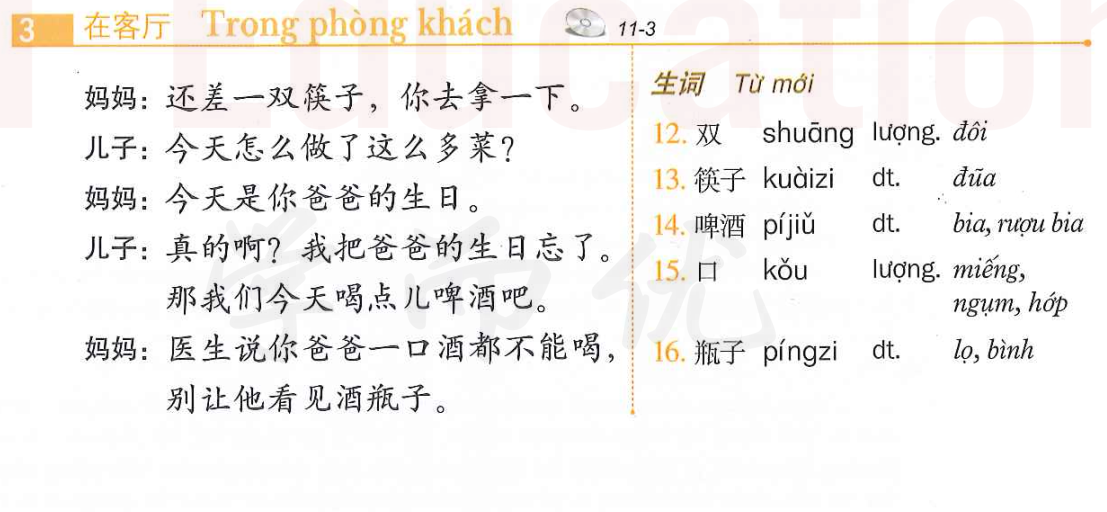 3 在客厅 Trong phòng khách 11-3
妈妈：还差一双筷子，你去拿一下。
儿子：今天怎么做了这么多菜？
妈妈：今天是你爸爸的生日。
儿子：真的啊？我把爸爸的生日忘了。
那我们今天喝点儿啤酒吧。
妈妈：医生说你爸爸一口酒都不能喝，
别让他看见酒瓶子。
生词 Từ mới
12. 双 shuāng lượng. đôi
13. 筷子 kuàizi dt. đũa
14. 啤酒 píjiǔ dt. bia, rượu bia
15. 口 kǒu lượng. miếng,
ngụm, hớp
16. 瓶子 píngzi dt. lọ, bình
Education